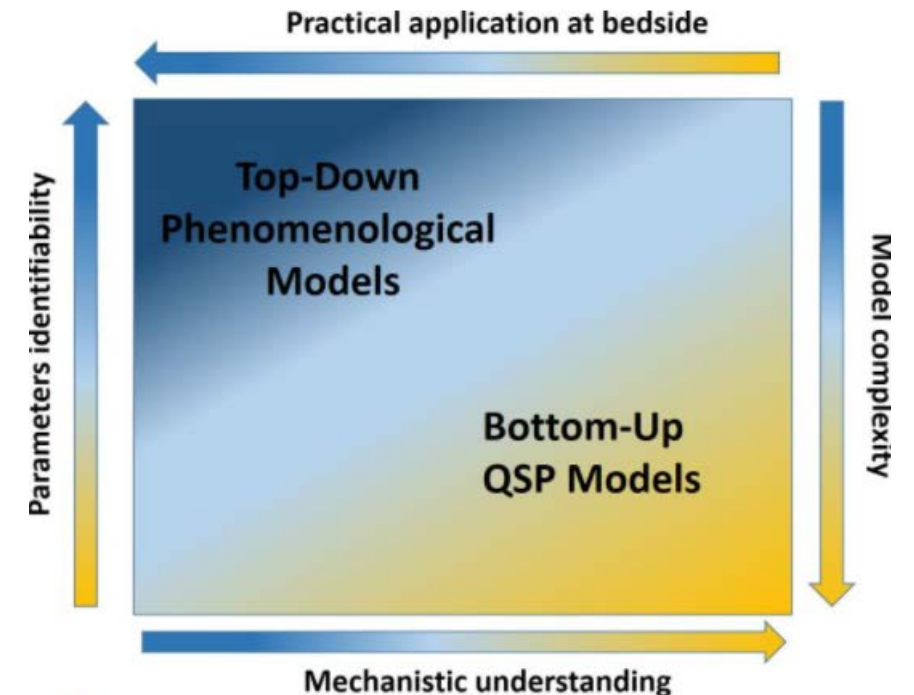 Practical application at bedside
Parameters identifiability
Top-Down
Phenomenological
Models
Model complexity
Bottom-Up
QSP Models
Mechanistic understanding